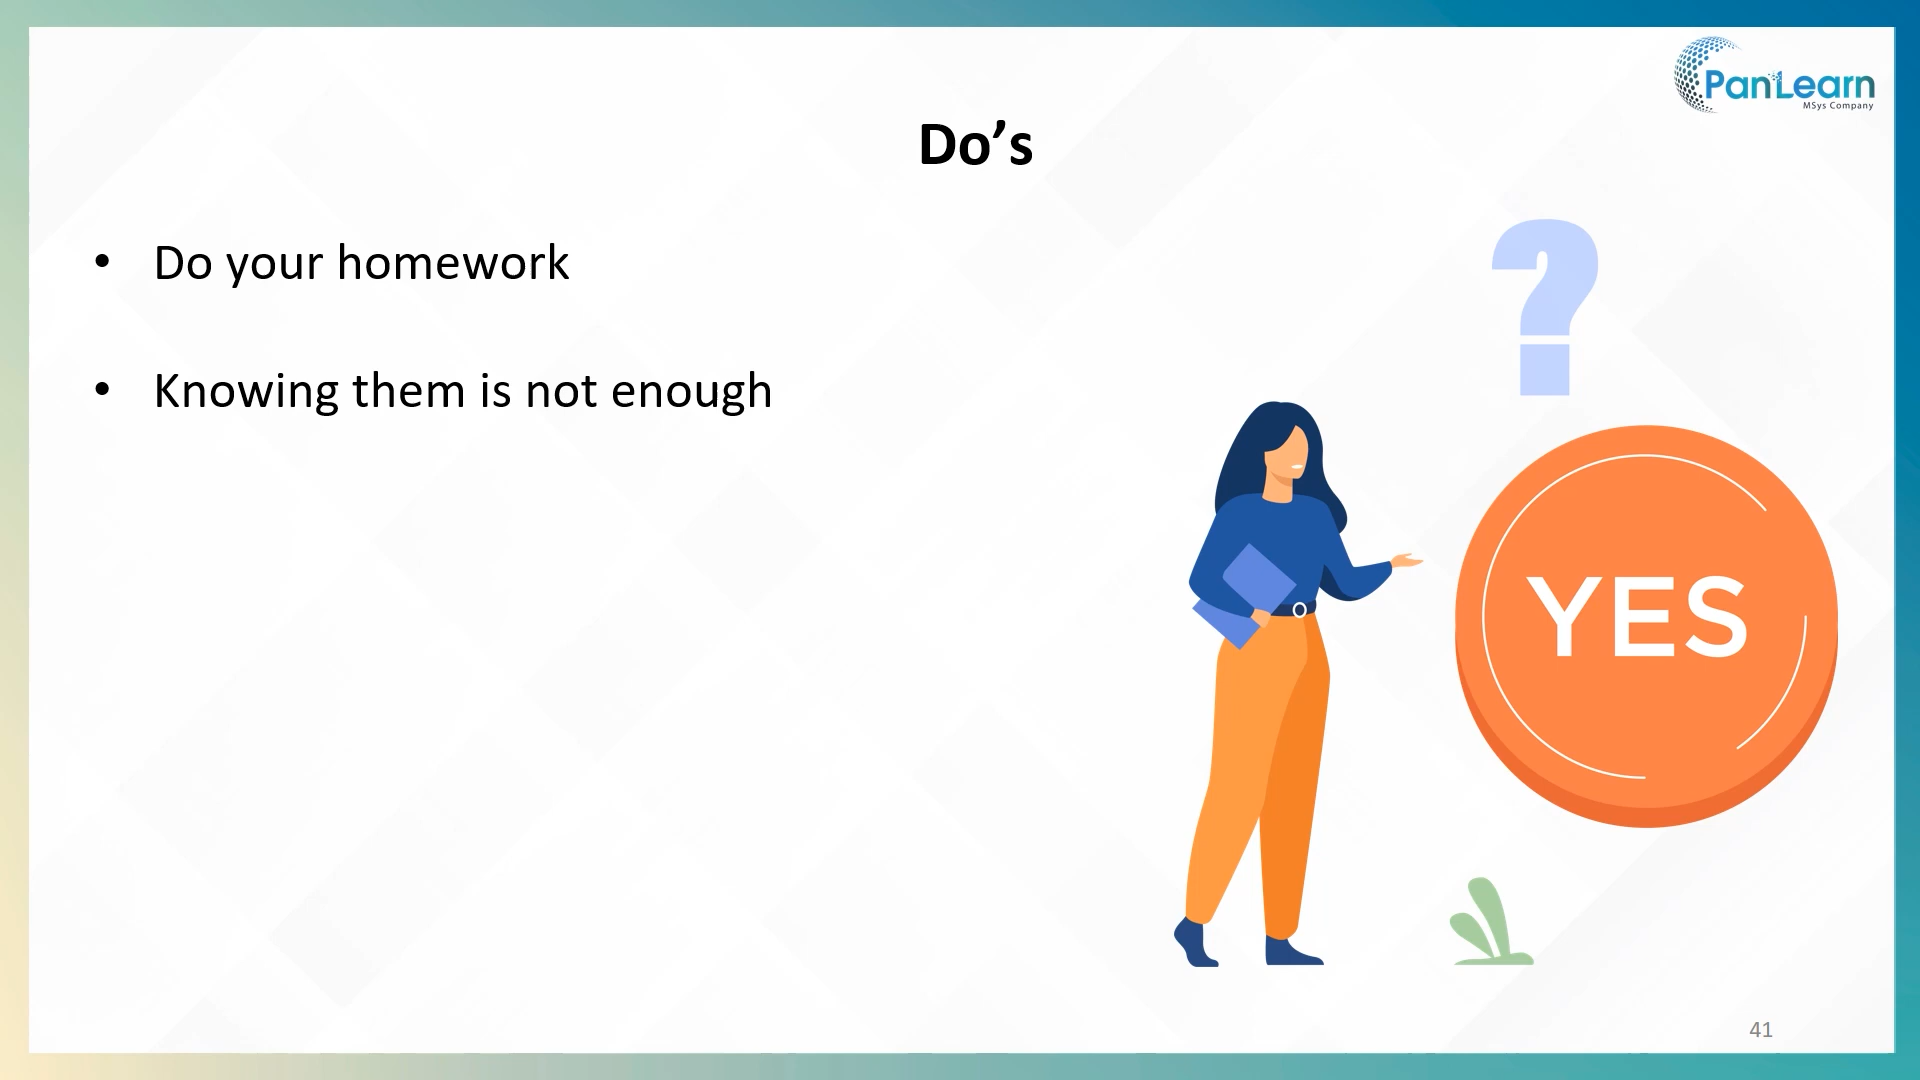 PanLearn
MSys Company
Do’s
• Do your homework
• Knowing them is not enough
?
YES
41